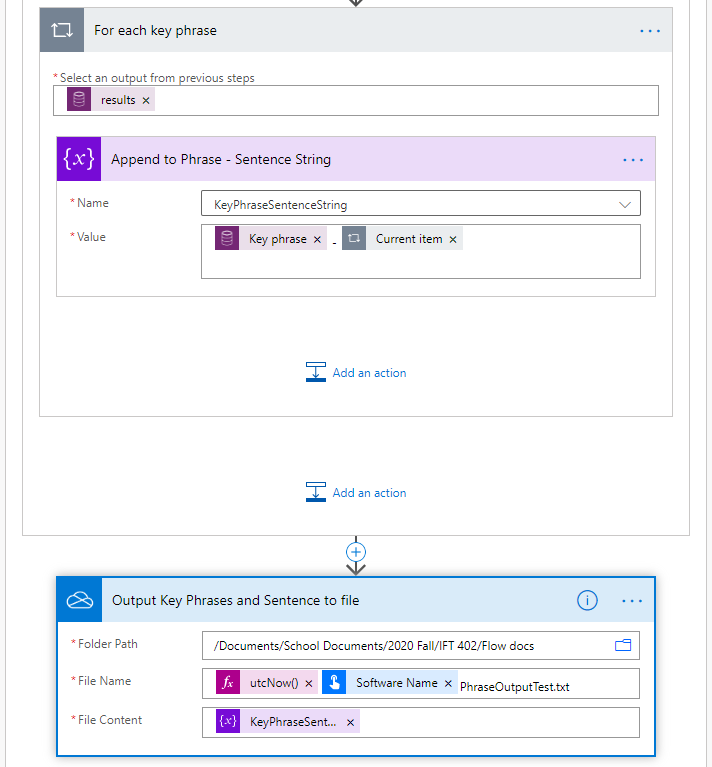 For each key phrase ...
* Select an output from previous steps
results ×
{x} Append to Phrase - Sentence String ...
* Name KeyPhraseSentenceString
* Value Key phrase × - Current item ×
Add an action
Add an action
Output Key Phrases and Sentence to file i ...
* Folder Path /Documents/School Documents/2020 Fall/IFT 402/Flow docs
* File Name fx utcNow() × Software Name × PhraseOutputTest.txt
* File Content {x} KeyPhraseSent... ×